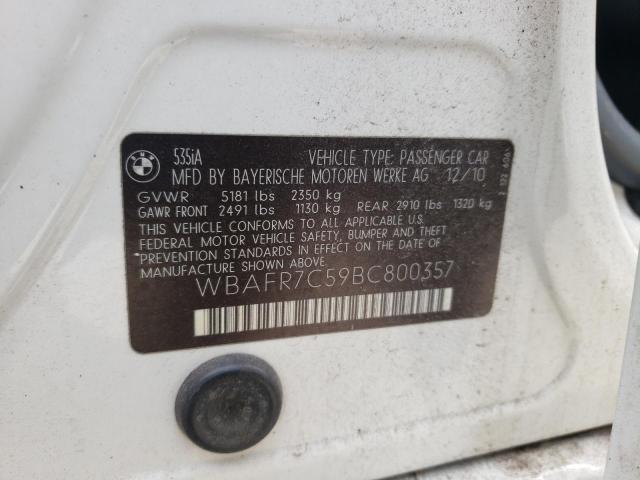 BMW
535iA VEHICLE TYPE: PASSENGER CAR
MFD BY BAYERISCHE MOTOREN WERKE AG 12/10
GVWR 5181 lbs 2350 kg
GAWR FRONT 2491 lbs 1130 kg REAR 2910 lbs 1320 kg
THIS VEHICLE CONFORMS TO ALL APPLICABLE U.S.
FEDERAL MOTOR VEHICLE SAFETY, BUMPER AND THEFT
PREVENTION STANDARDS IN EFFECT ON THE DATE OF
MANUFACTURE SHOWN ABOVE.
WBAFR7C59BC800357